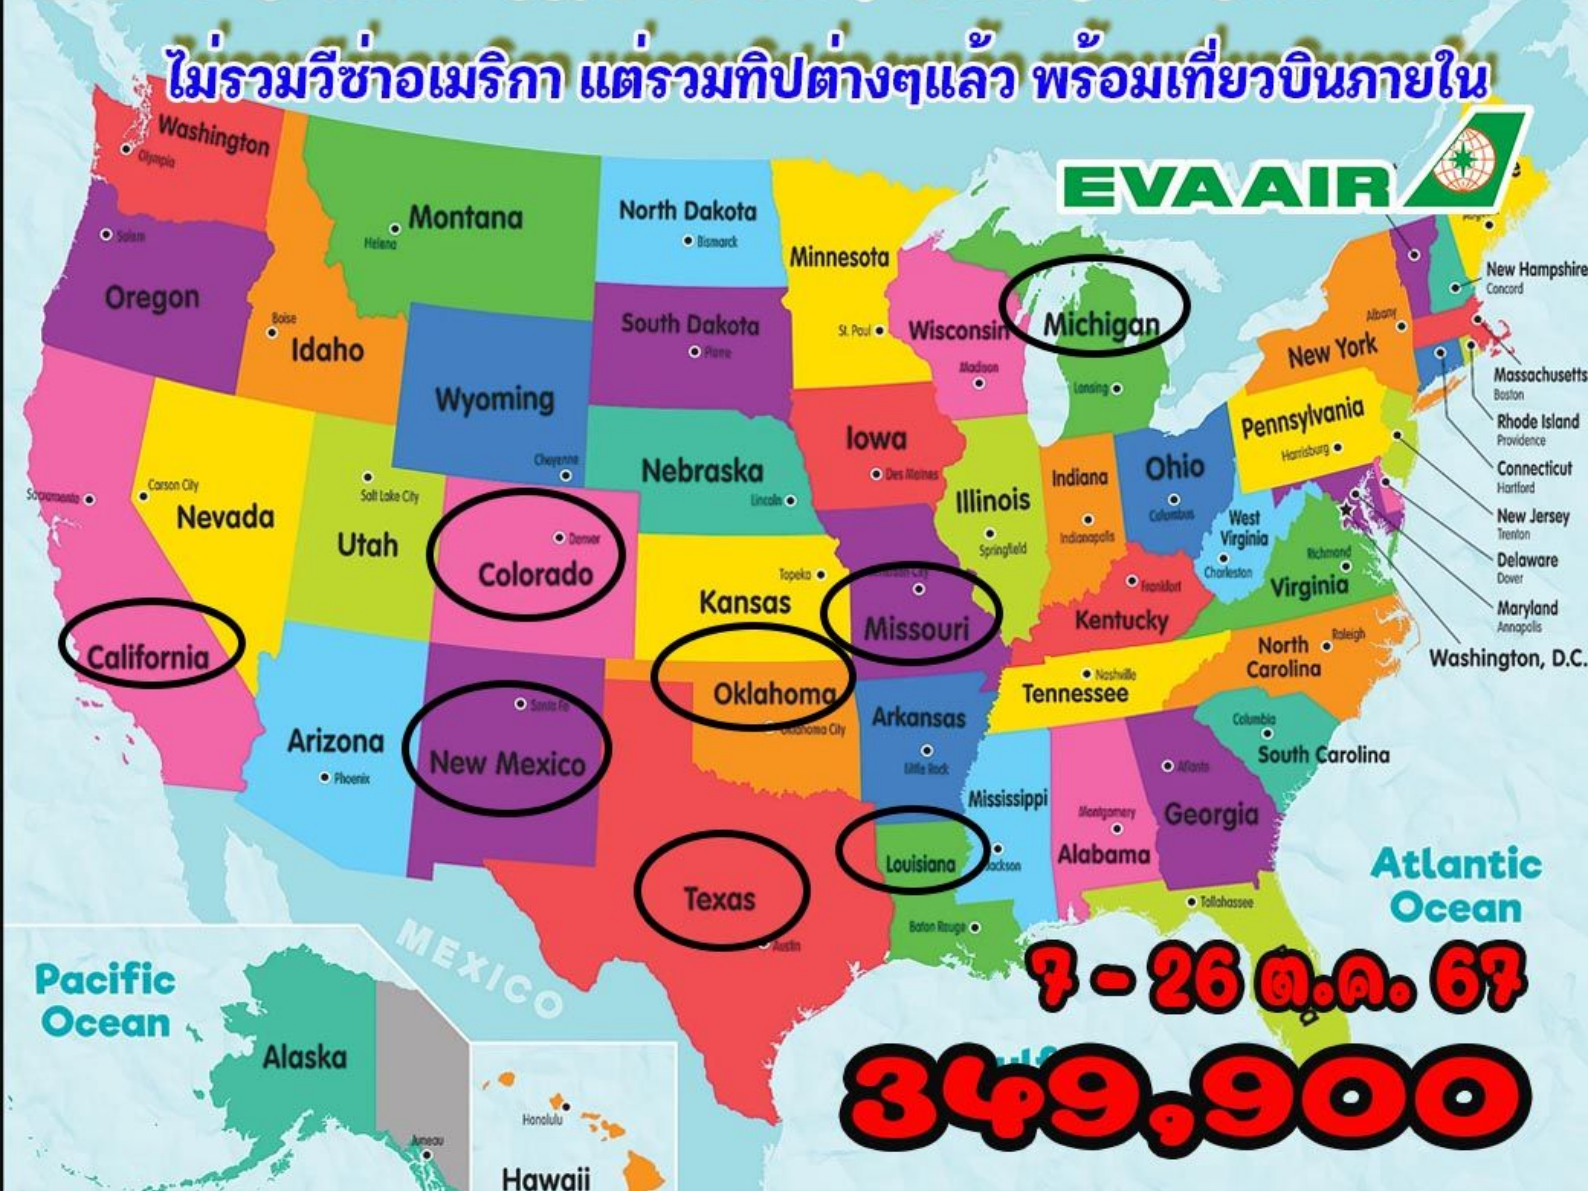 ไม่รวมวีซ่าอเมริกา แต่รวมทิปต่างๆแล้ว พร้อมเที่ยวบินภายใน
EVA AIR
Washington
Olympia
Montana
Helena
North Dakota
Bismarck
Minnesota
St. Paul
Salem
Oregon
Boise
Idaho
South Dakota
Pierre
Wisconsin
Madison
Michigan
Lansing
New Hampshire
Concord
Albany
New York
Massachusetts
Boston
Rhode Island
Providence
Connecticut
Hartford
New Jersey
Trenton
Delaware
Dover
Maryland
Annapolis
Washington, D.C.
Wyoming
Cheyenne
Nebraska
Lincoln
Iowa
Des Moines
Illinois
Springfield
Indiana
Indianapolis
Ohio
Columbus
Pennsylvania
Harrisburg
West
Virginia
Charleston
Richmond
Virginia
Sacramento
Carson City
Nevada
Salt Lake City
Utah
Denver
Colorado
Topeka
Kansas
Missouri
Frankfort
Kentucky
North
Carolina
Raleigh
California
Arizona
Phoenix
Santa Fe
New Mexico
Oklahoma
Oklahoma City
Arkansas
Little Rock
Nashville
Tennessee
Columbia
South Carolina
Mississippi
Jackson
Montgomery
Alabama
Atlanta
Georgia
Texas
Austin
Louisiana
Baton Rouge
Tallahassee
Atlantic
Ocean
MEXICO
Pacific
Ocean
Alaska
Juneau
Honolulu
Hawaii
7 - 26 ต.ค. 67
349,900